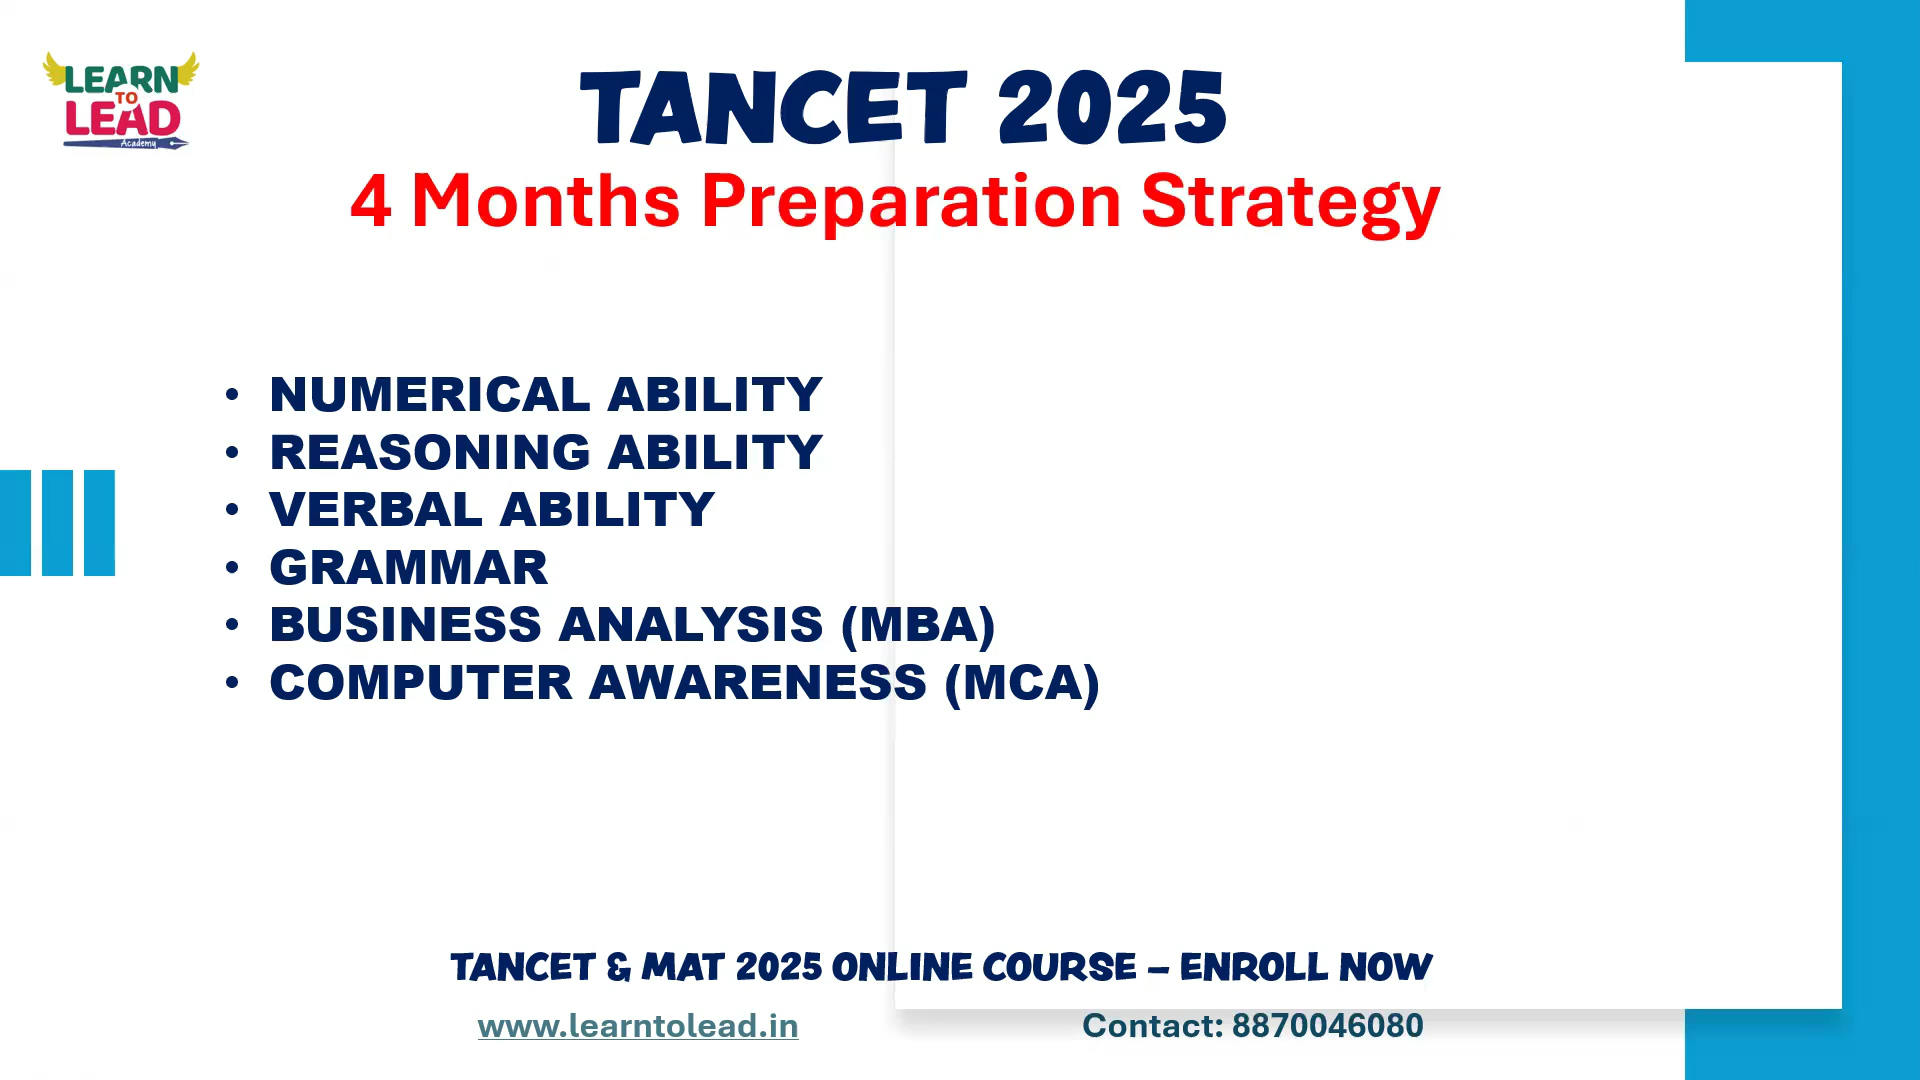 LEARN
TO
LEAD
Academy
TANCET 2025
4 Months Preparation Strategy
• NUMERICAL ABILITY
• REASONING ABILITY
• VERBAL ABILITY
• GRAMMAR
• BUSINESS ANALYSIS (MBA)
• COMPUTER AWARENESS (MCA)
TANCET & MAT 2025 ONLINE COURSE – ENROLL NOW
www.learntolead.in
Contact: 8870046080